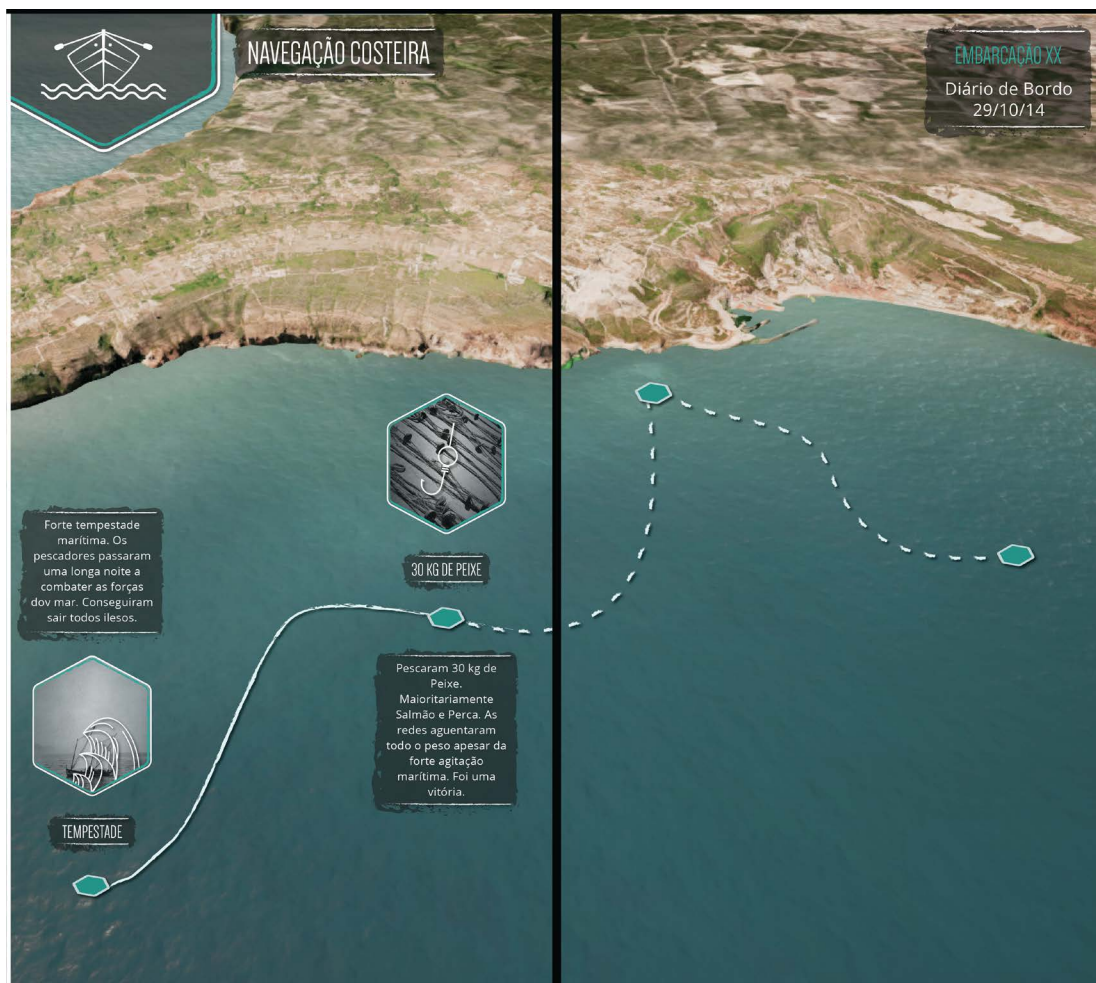 NAVEGAÇÃO COSTEIRA
EMBARCAÇÃO XX
Diário de Bordo
29/10/14
Forte tempestade
marítima. Os
pescadores passaram
uma longa noite a
combater as forças
dov mar. Conseguiram
sair todos ilesos.
TEMPESTADE
30 KG DE PEIXE
Pescaram 30 kg de
Peixe.
Maioritariamente
Salmão e Perca. As
redes aguentaram
todo o peso apesar da
forte agitação
marítima. Foi uma
vitória.